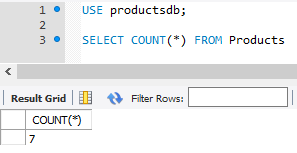 1 USE productsdb;
2
3 SELECT COUNT(*) FROM Products
Result Grid Filter Rows:
COUNT(*)
7